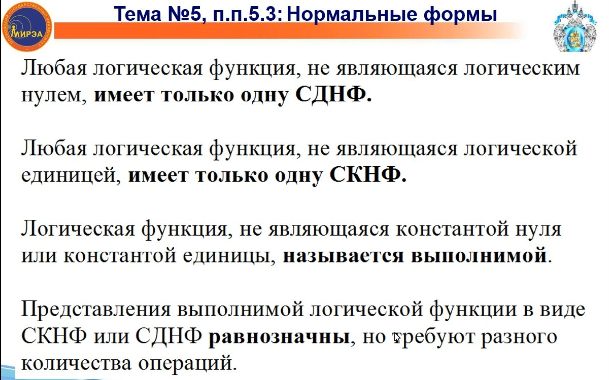 МИРЭА
Тема №5, п.п.5.3: Нормальные формы
Любая логическая функция, не являющаяся логическим
нулем, имеет только одну СДНФ.
Любая логическая функция, не являющаяся логической
единицей, имеет только одну СКНФ.
Логическая функция, не являющаяся константой нуля
или константой единицы, называется выполнимой.
Представления выполнимой логической функции в виде
СКНФ или СДНФ равнозначны, но требуют разного
количества операций.